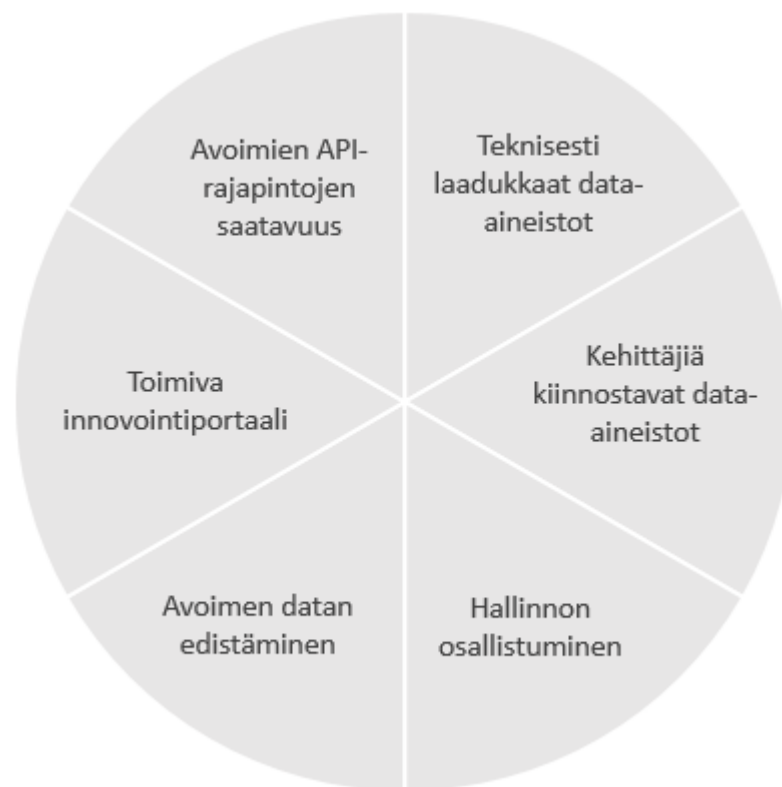 Avoimien API-
rajapintojen
saatavuus
Teknisesti
laadukkaat data-
aineistot
Toimiva
innovointiportaali
Kehittäjiä
kiinnostavat data-
aineistot
Avoimen datan
edistäminen
Hallinnon
osallistuminen